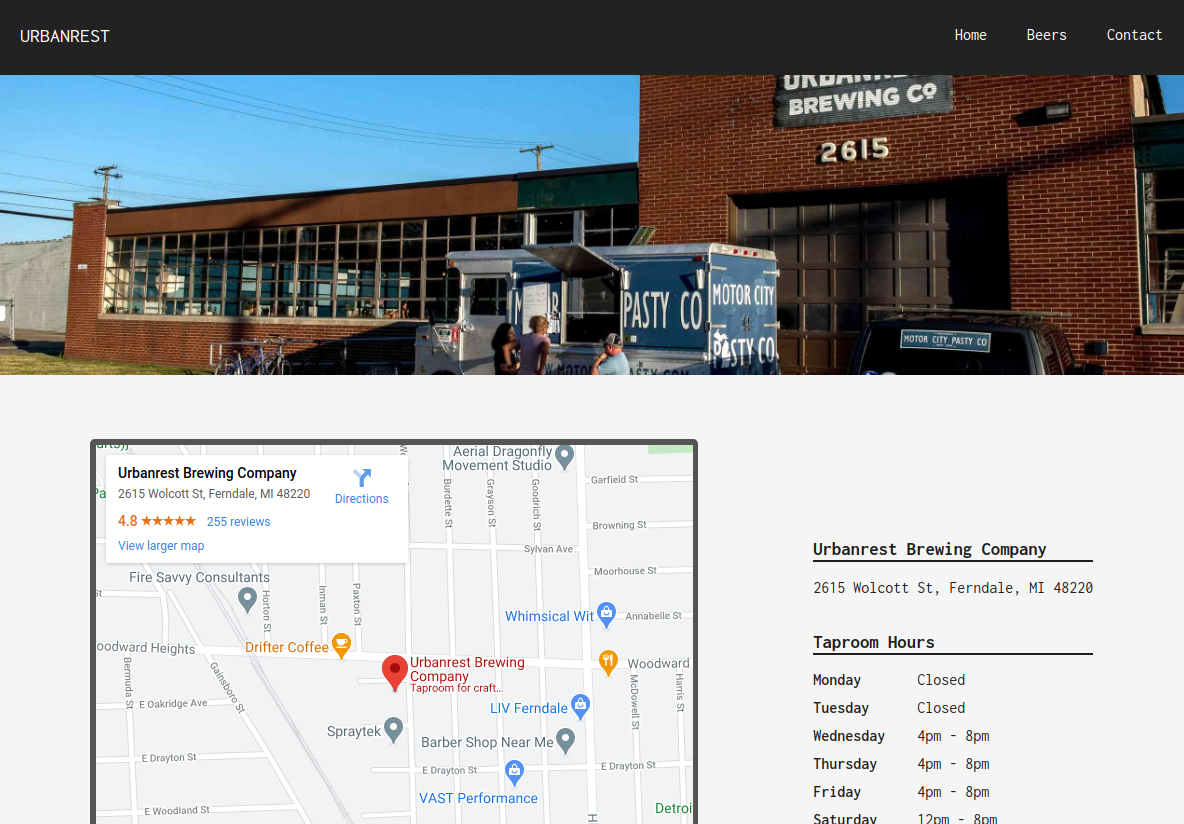 URBANREST
Home
Beers
Contact
BREWING CO
2615
PASTY CO
MOTOR CITY
PASTY CO
MOTOR CITY PASTY CO
Urbanrest Brewing Company
2615 Wolcott St, Ferndale, MI 48220
4.8
255 reviews
View larger map
Directions
Aerial Dragonfly
Movement Studio
Garfield St
Burdette St
Grayson St
Goodrich St
Browning St
Sylvan Ave
Moorhouse St
Fire Savvy Consultants
Horton St
Inman St
Paxton St
Whimsical Wit
Annabelle St
Drifter Coffee
oodward Heights
Urbanrest Brewing
Company
Taproom for craft...
Woodward
Bermuda St
Gainsboro St
McDowell St
Harris St
E Oakridge Ave
LIV Ferndale
Spraytek
Barber Shop Near Me
E Drayton St
E Drayton St
E Drayton St
VAST Performance
E Woodland St
Detroi
Urbanrest Brewing Company
2615 Wolcott St, Ferndale, MI 48220
Taproom Hours
Monday Closed
Tuesday Closed
Wednesday 4pm - 8pm
Thursday 4pm - 8pm
Friday 4pm - 8pm
Saturday 12pm - 8pm